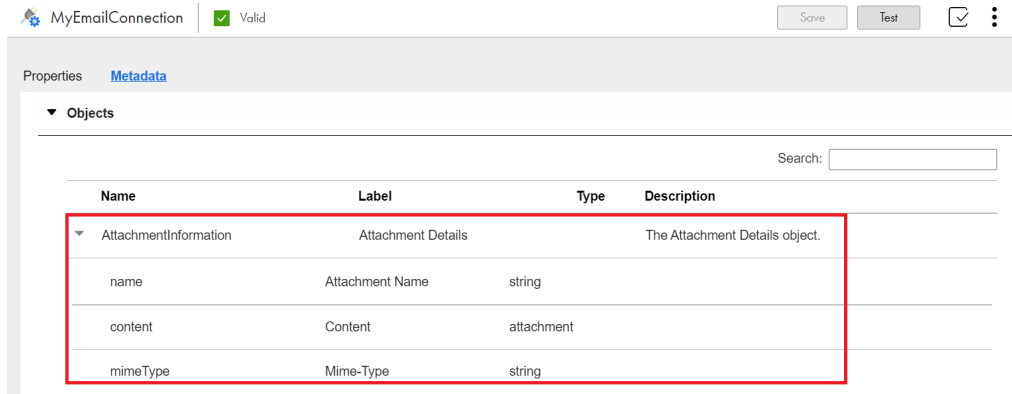 MyEmailConnection Valid Save Test
Properties Metadata
Objects
Search:
Name Label Type Description
AttachmentInformation Attachment Details The Attachment Details object.
name Attachment Name string
content Content attachment
mimeType Mime-Type string